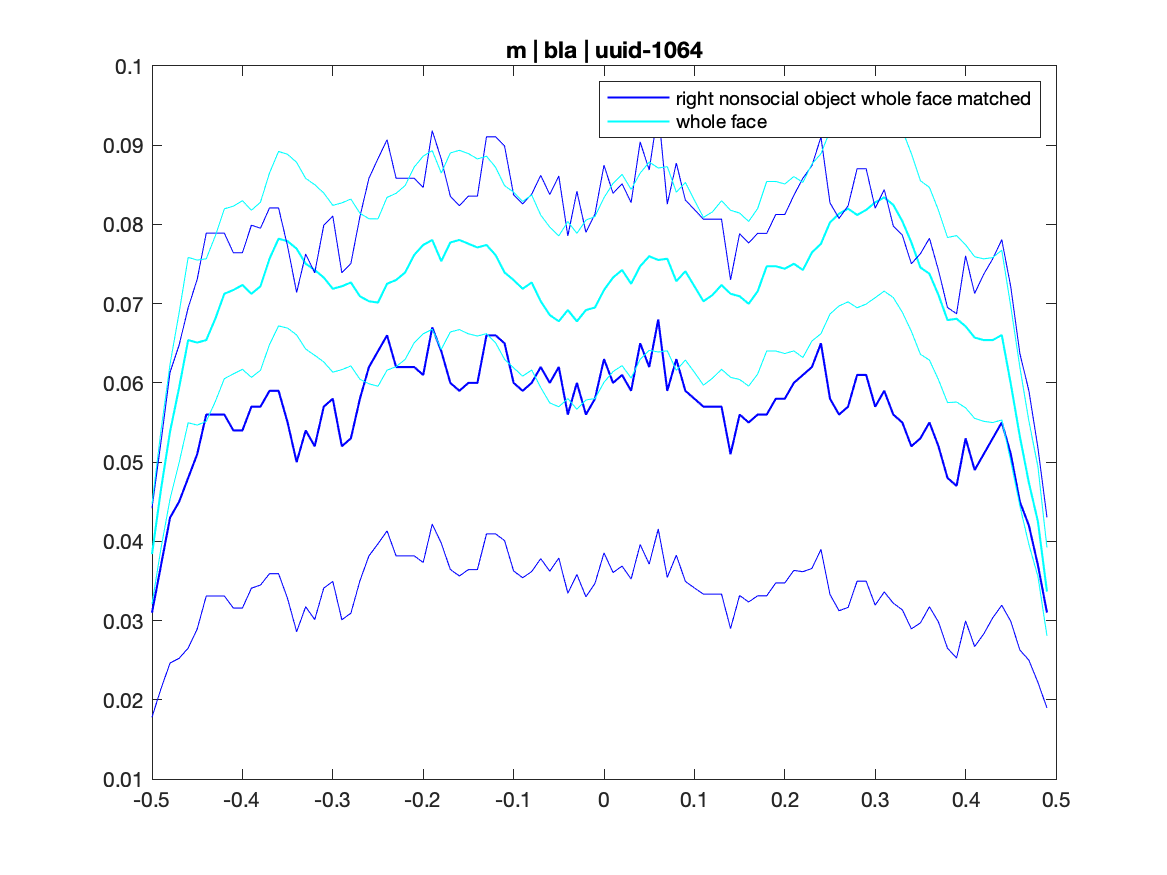 m | bla | uuid-1064
right nonsocial object whole face matched
whole face
0.1
0.09
0.08
0.07
0.06
0.05
0.04
0.03
0.02
0.01
-0.5 -0.4 -0.3 -0.2 -0.1 0 0.1 0.2 0.3 0.4 0.5